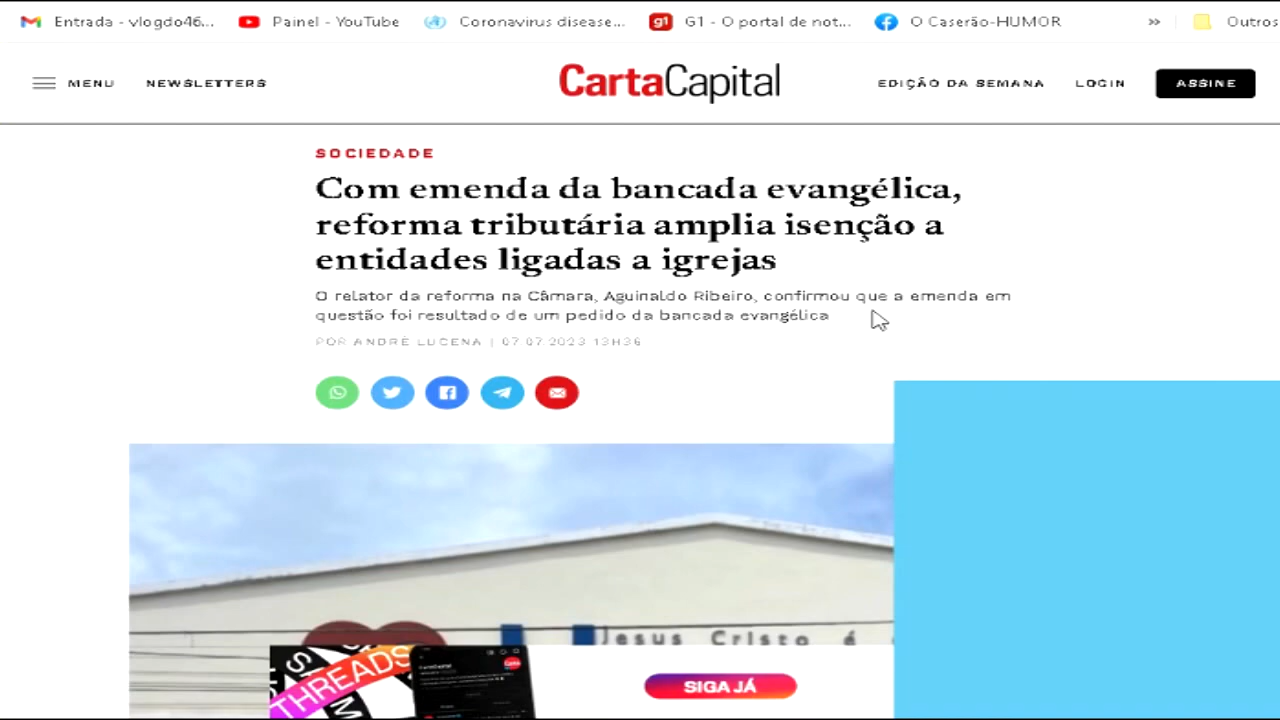 Entrada - vlogdo46... Painel - YouTube Coronavirus disease... G1 - O portal de not... O Caserão-HUMOR » Outros
MENU NEWSLETTERS CartaCapital EDIÇÃO DA SEMANA LOGIN ASSINE
SOCIEDADE
Com emenda da bancada evangélica,
reforma tributária amplia isenção a
entidades ligadas a igrejas
O relator da reforma na Câmara, Aguinaldo Ribeiro, confirmou que a emenda em
questão foi resultado de um pedido da bancada evangélica
POR ANDRÉ LUCENA | 07.07.2023 13H36
Jesus Cristo é
THREADS
SIGA JÁ